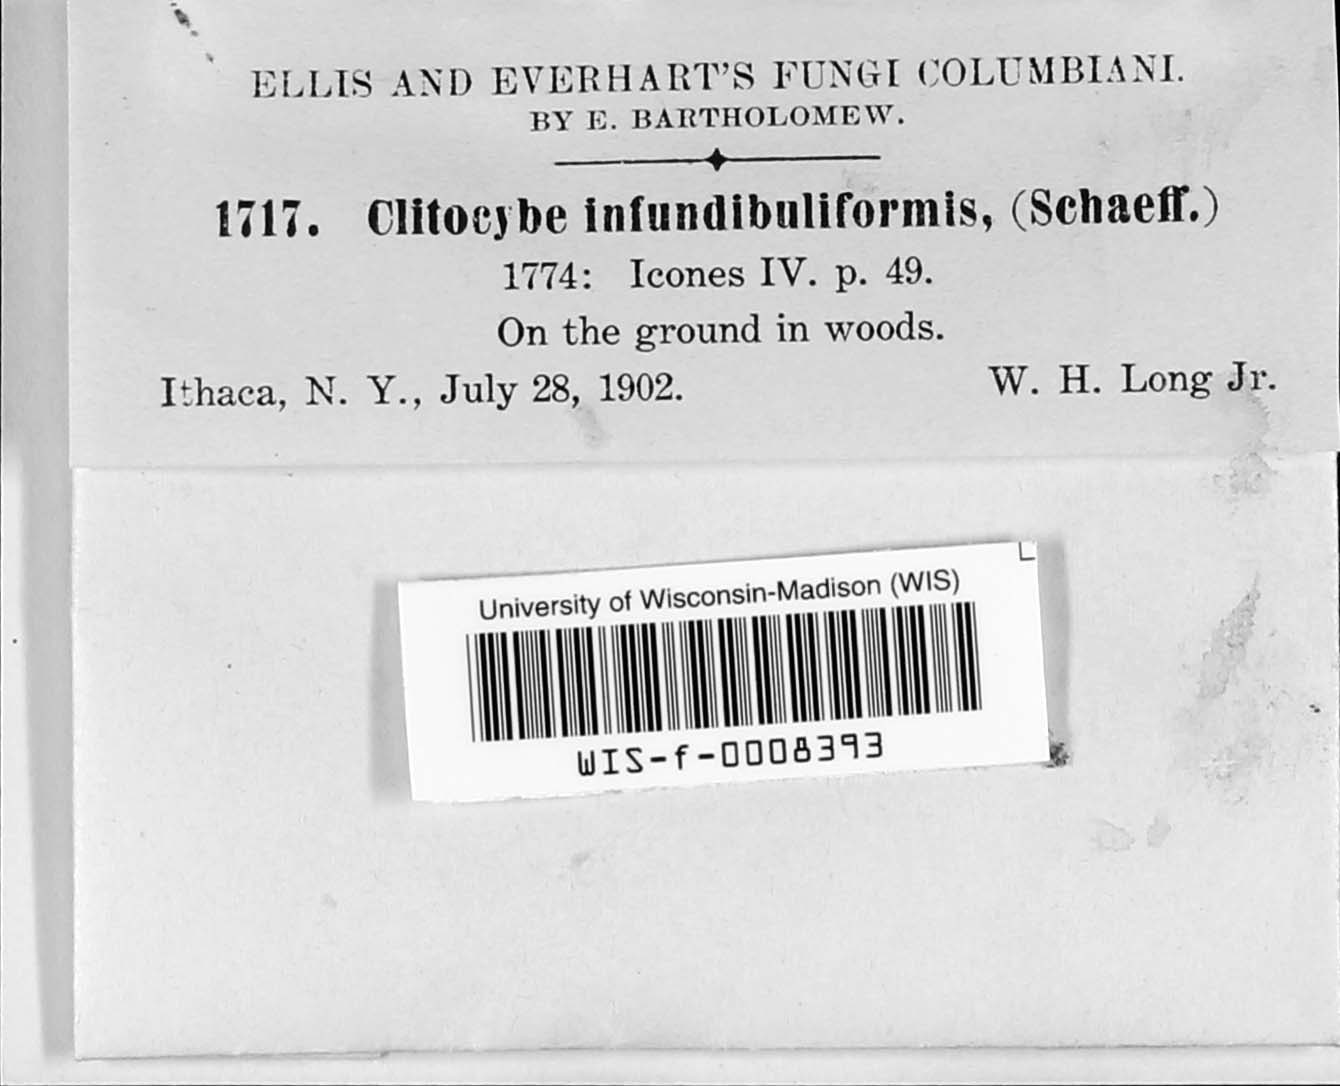 ELLIS AND EVERHART'S FUNGI COLUMBIANI.
BY E. BARTHOLOMEW.
1717. Clitocybe infundibuliformis, (Schaeff.)
1774: Icones IV. p. 49.
On the ground in woods.
Ithaca, N. Y., July 28, 1902. W. H. Long Jr.
University of Wisconsin-Madison (WIS)
WIS-f-0008393